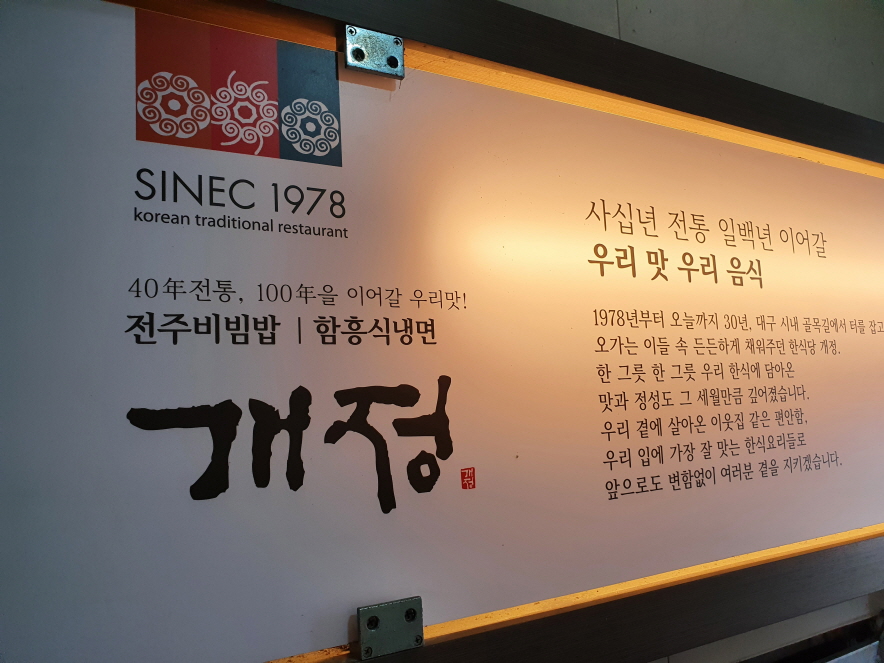 SINEC 1978
korean traditional restaurant
40年전통, 100年을 이어갈 우리맛!
전주비빔밥 | 함흥식냉면
개정
개정
사십년 전통 일백년 이어갈
우리 맛 우리 음식
1978년부터 오늘까지 30년, 대구 시내 골목길에서 터를 잡고
오가는 이들 속 든든하게 채워주던 한식당 개정.
한 그릇 한 그릇 우리 한식에 담아온
맛과 정성도 그 세월만큼 깊어졌습니다.
우리 곁에 살아온 이웃집 같은 편안함,
우리 입에 가장 잘 맞는 한식요리들로
앞으로도 변함없이 여러분 곁을 지키겠습니다.